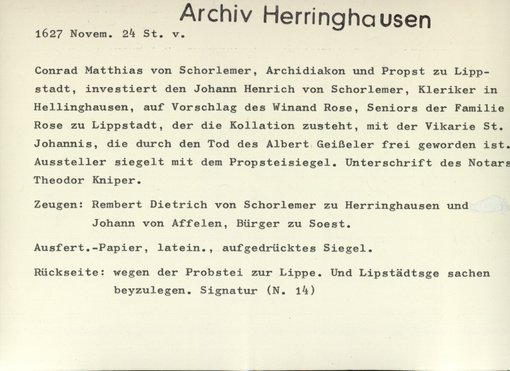 Archiv Herringhausen
1627 Novem. 24 St. v.
Conrad Matthias von Schorlemer, Archidiakon und Propst zu Lipp-
stadt, investiert den Johann Henrich von Schorlemer, Kleriker in
Hellinghausen, auf Vorschlag des Winand Rose, Seniors der Familie
Rose zu Lippstadt, der die Kollation zusteht, mit der Vikarie St.
Johannis, die durch den Tod des Albert Geißeler frei geworden ist.
Aussteller siegelt mit dem Propsteisiegel. Unterschrift des Notars
Theodor Kniper.
Zeugen: Rembert Dietrich von Schorlemer zu Herringhausen und
Johann von Affelen, Bürger zu Soest.
Ausfert.-Papier, latein., aufgedrücktes Siegel.
Rückseite: wegen der Probstei zur Lippe. Und Lipstädtsge sachen
beyzulegen. Signatur (N. 14)